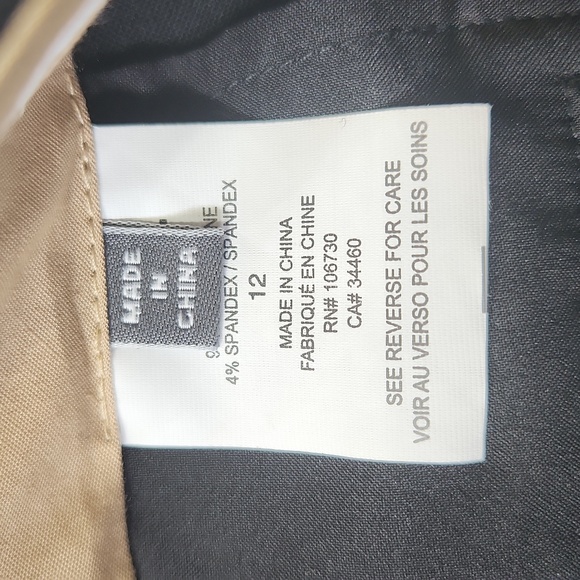 MADE
IN
CHINA
4% SPANDEX / SPANDEX
12
MADE IN CHINA
FABRIQUÉ EN CHINE
RN# 106730
CA# 34460
SEE REVERSE FOR CARE
VOIR AU VERSO POUR LES SOINS